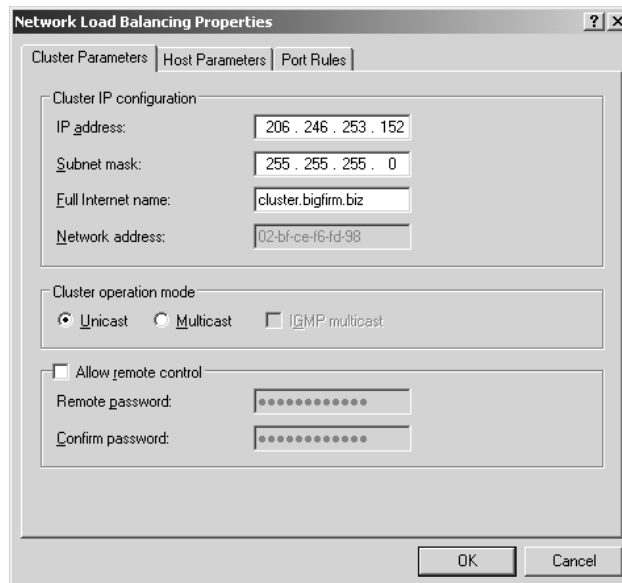 Network Load Balancing Properties
Cluster Parameters Host Parameters Port Rules
Cluster IP configuration
IP address: 206 . 246 . 253 . 152
Subnet mask: 255 . 255 . 255 . 0
Full Internet name: cluster.bigfirm.biz
Network address: 02-bf-ce-f6-fd-98
Cluster operation mode
Unicast Multicast IGMP multicast
Allow remote control
Remote password: ●●●●●●●●●●●●
Confirm password: ●●●●●●●●●●●●
OK Cancel